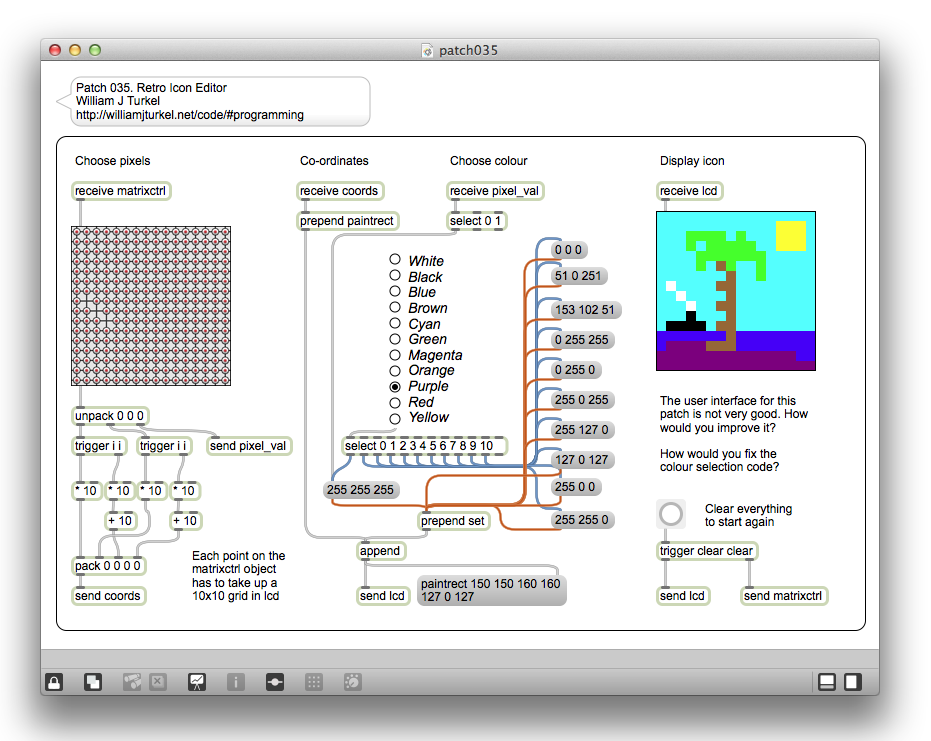 patch035
Patch 035. Retro Icon Editor
William J Turkel
http://williamjturkel.net/code/#programming
Choose pixels
receive matrixctrl
unpack 0 0 0
trigger i i
trigger i i
send pixel_val
* 10
* 10
* 10
* 10
+ 10
+ 10
pack 0 0 0 0
send coords
Each point on the
matrixctrl object
has to take up a
10x10 grid in lcd
Co-ordinates
receive coords
prepend paintrect
Choose colour
receive pixel_val
select 0 1
White
Black
Blue
Brown
Cyan
Green
Magenta
Orange
Purple
Red
Yellow
select 0 1 2 3 4 5 6 7 8 9 10
255 255 255
0 0 0
51 0 251
153 102 51
0 255 255
0 255 0
255 0 255
255 127 0
127 0 127
255 0 0
255 255 0
prepend set
append
send lcd
paintrect 150 150 160 160
127 0 127
Display icon
receive lcd
The user interface for this
patch is not very good. How
would you improve it?
How would you fix the
colour selection code?
Clear everything
to start again
trigger clear clear
send lcd
send matrixctrl